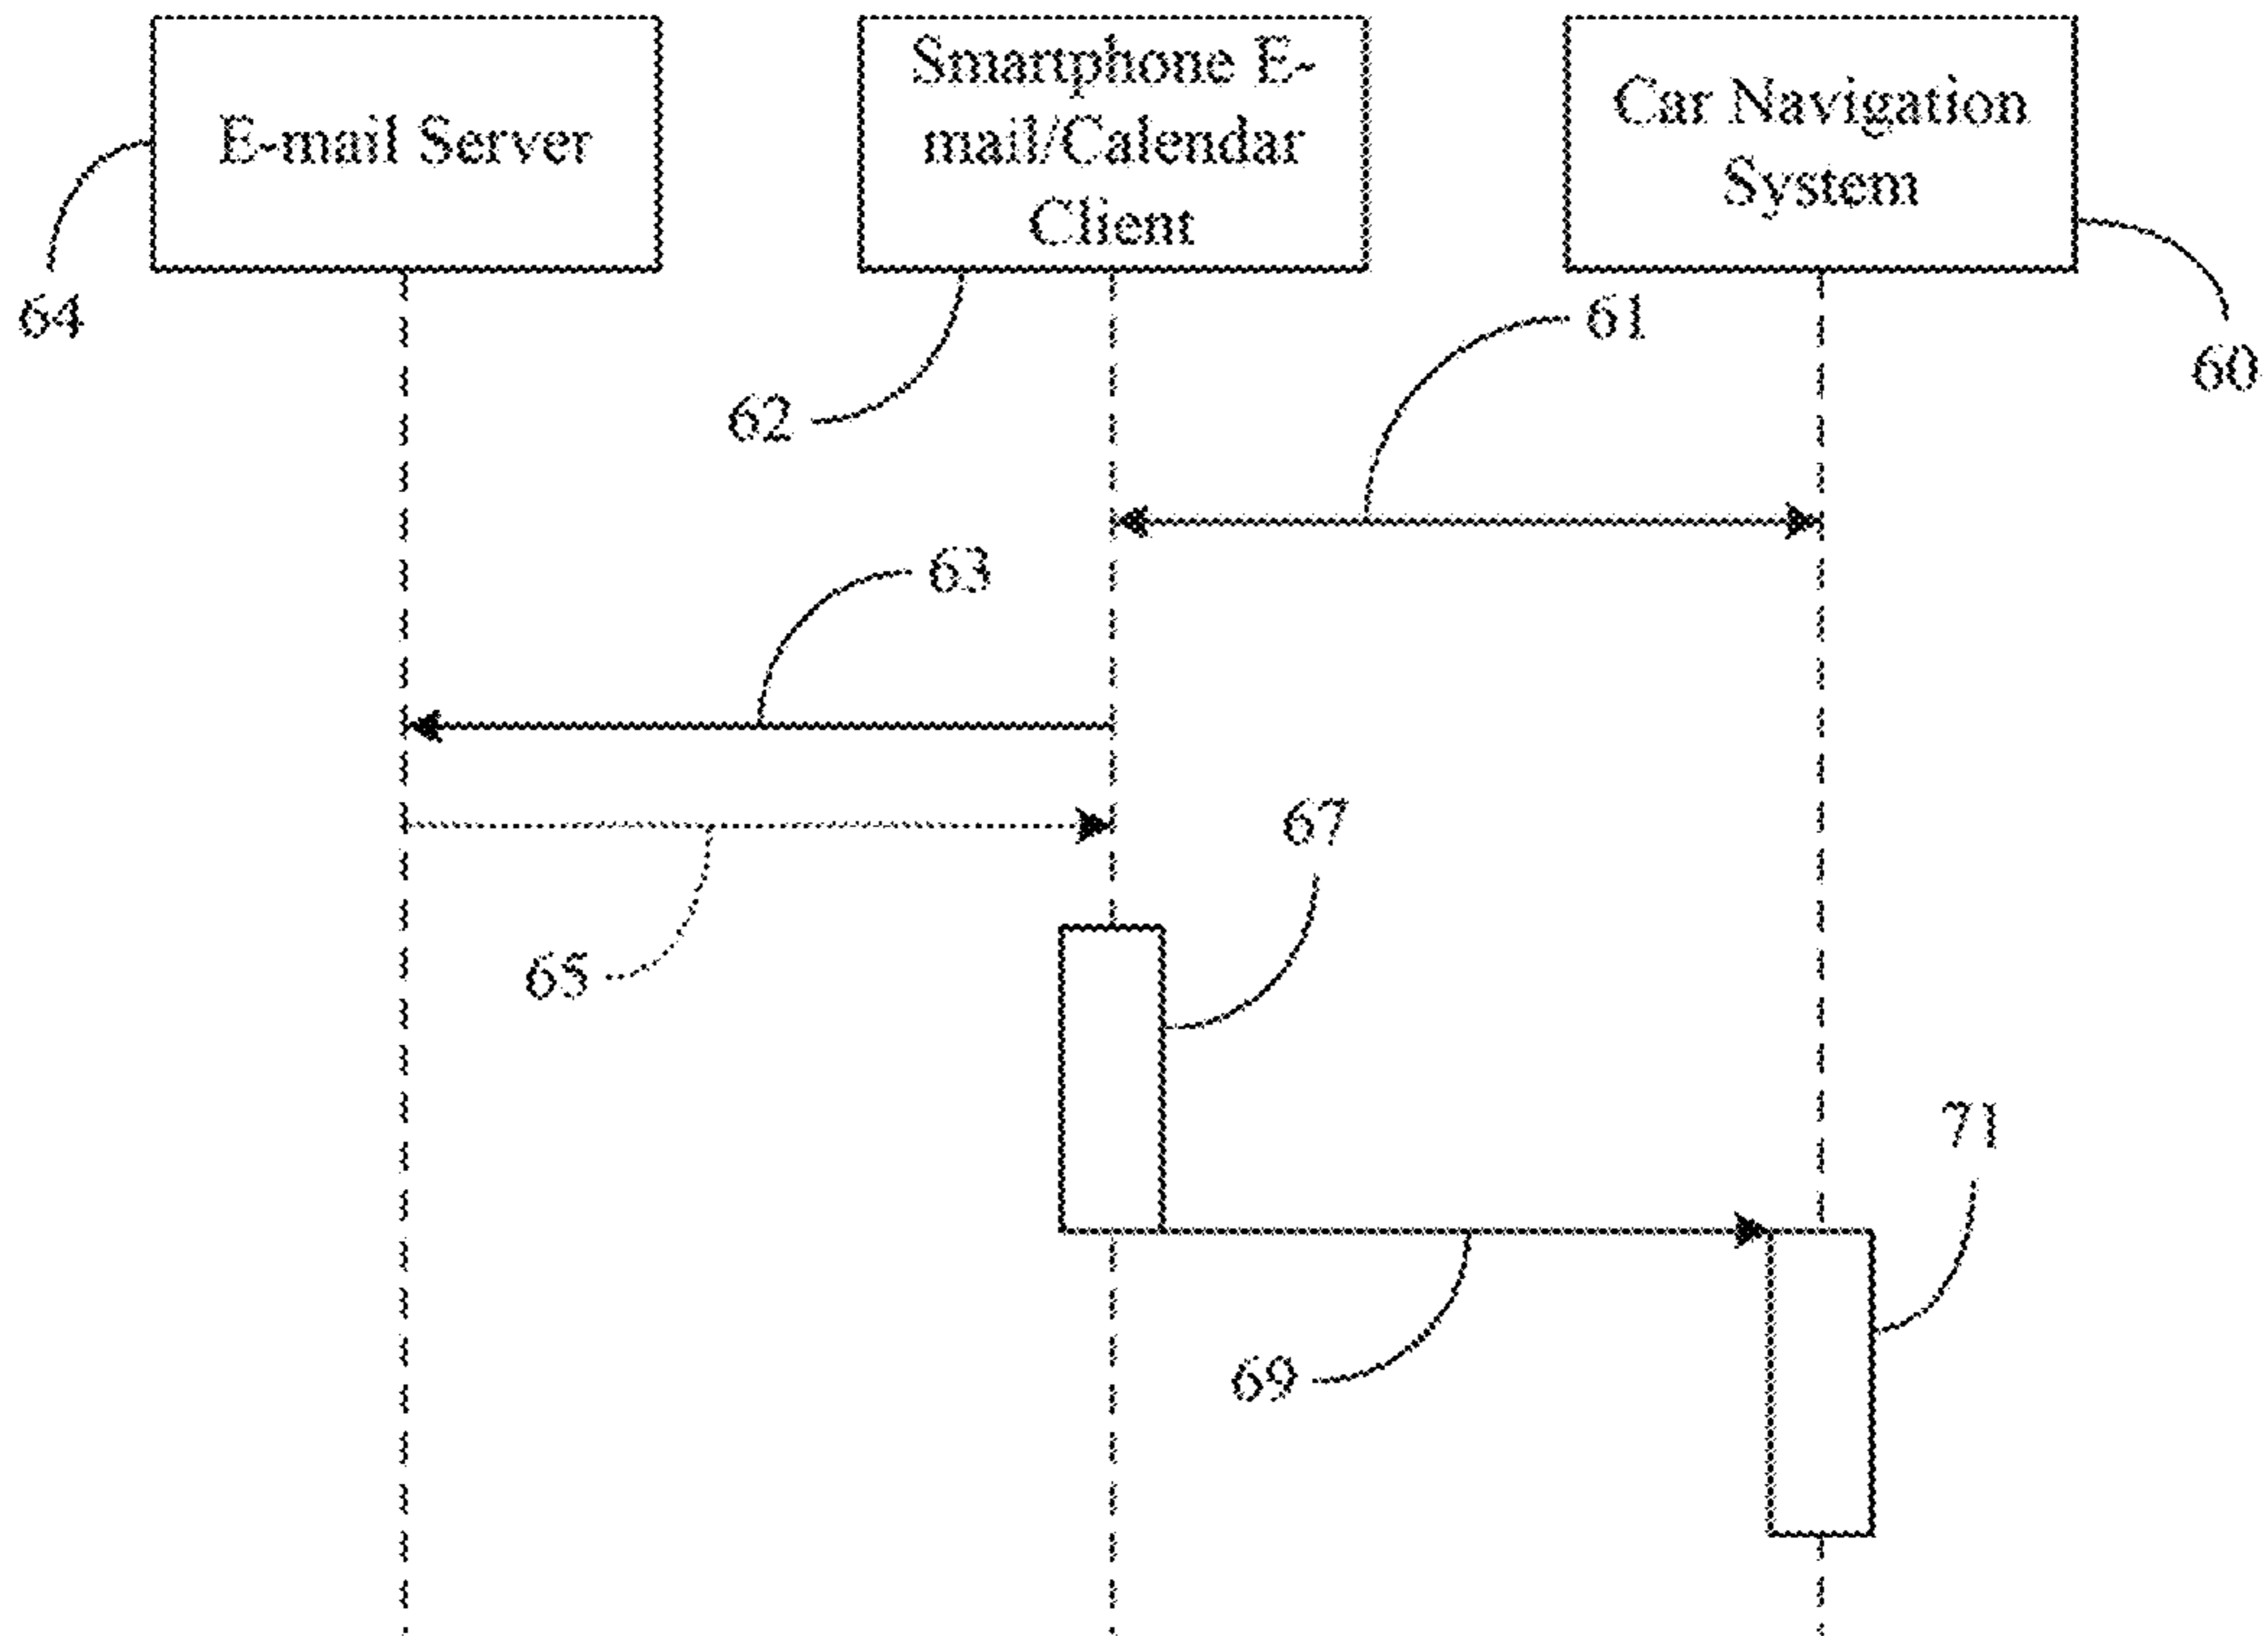 E-mail Server
Smartphone E-
mail/Calendar
Client
Car Navigation
System
64
62
61
60
63
65
67
71
69